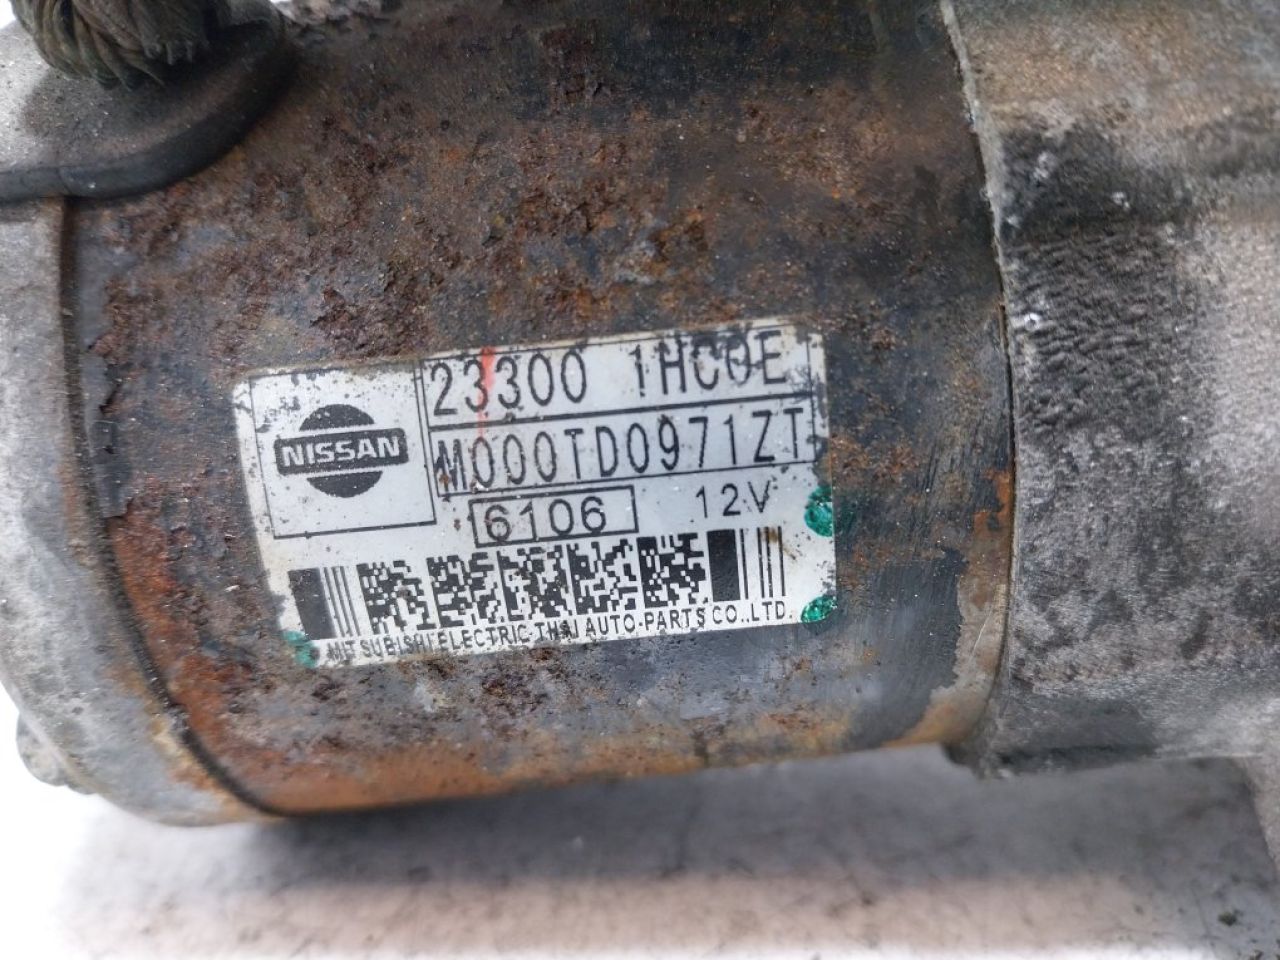 NISSAN
23300 1HC0E
M000TD0971ZT
6106 12V
MITSUBISHI ELECTRIC THAI AUTO-PARTS CO.,LTD.